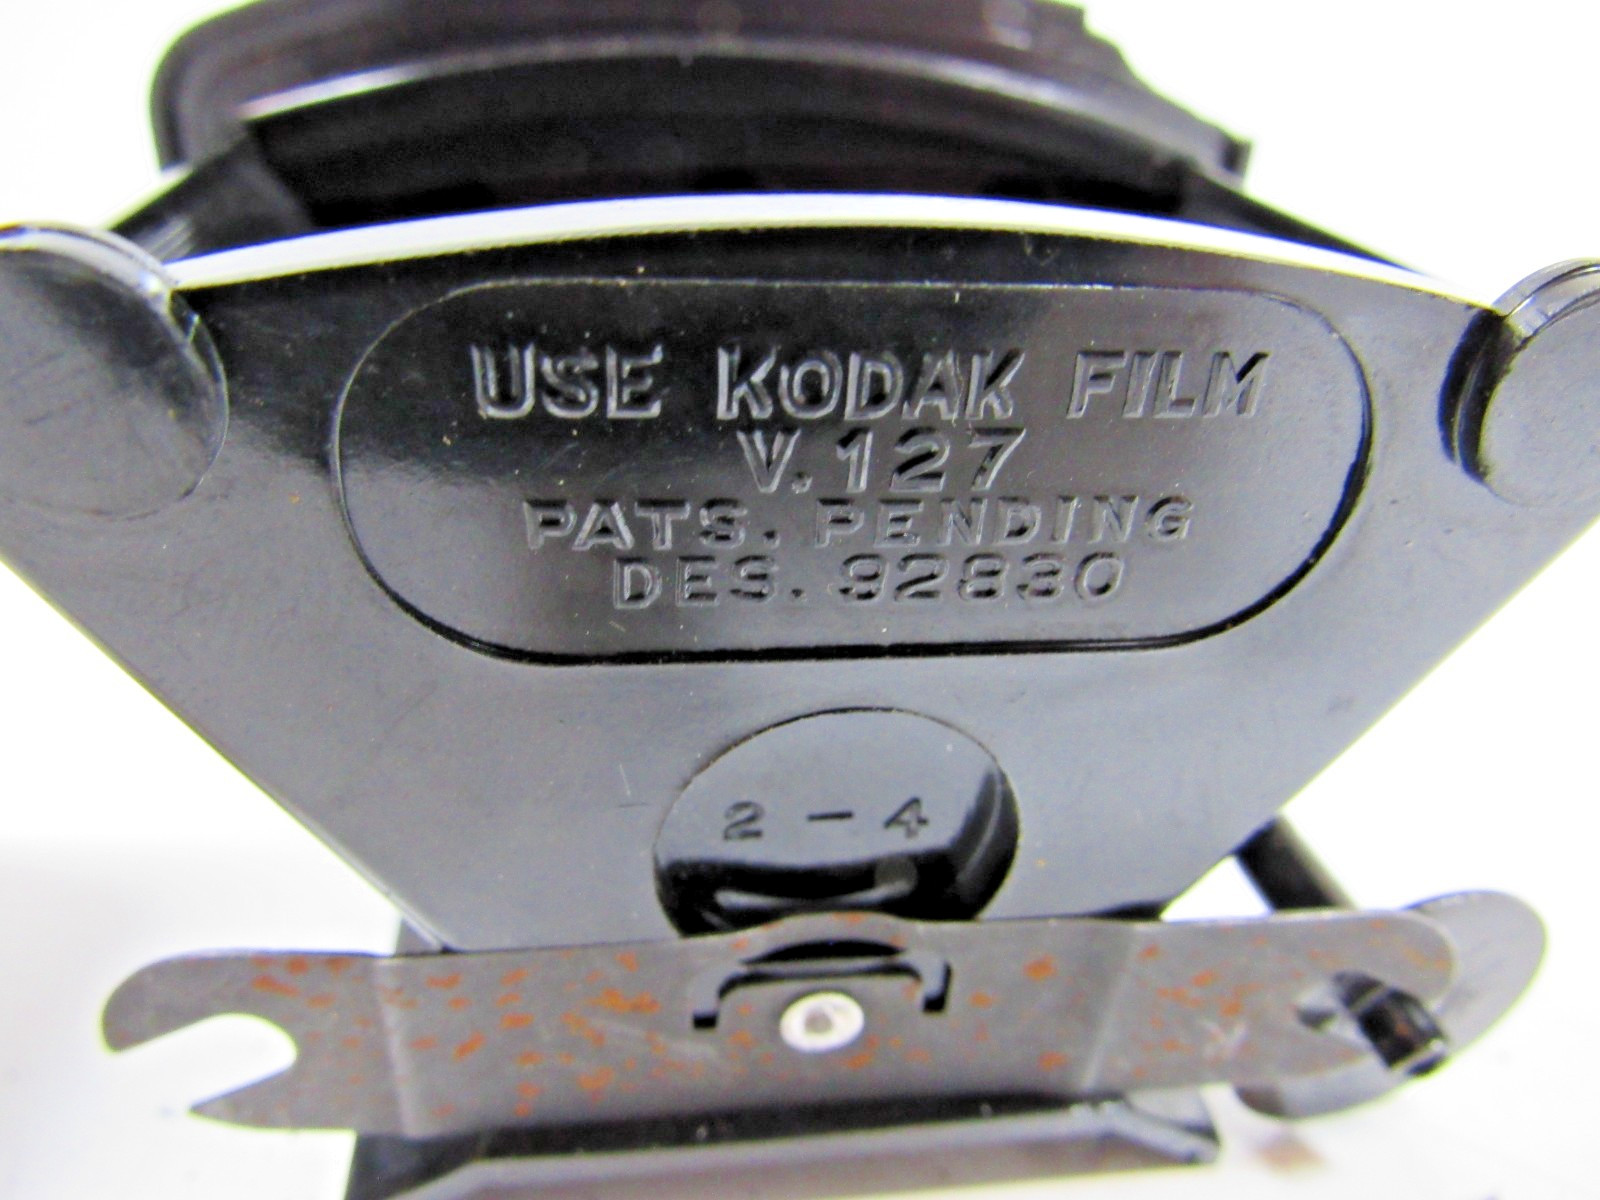 USE KODAK FILM
V.127
PATS. PENDING
DES. 92830
2 - 4